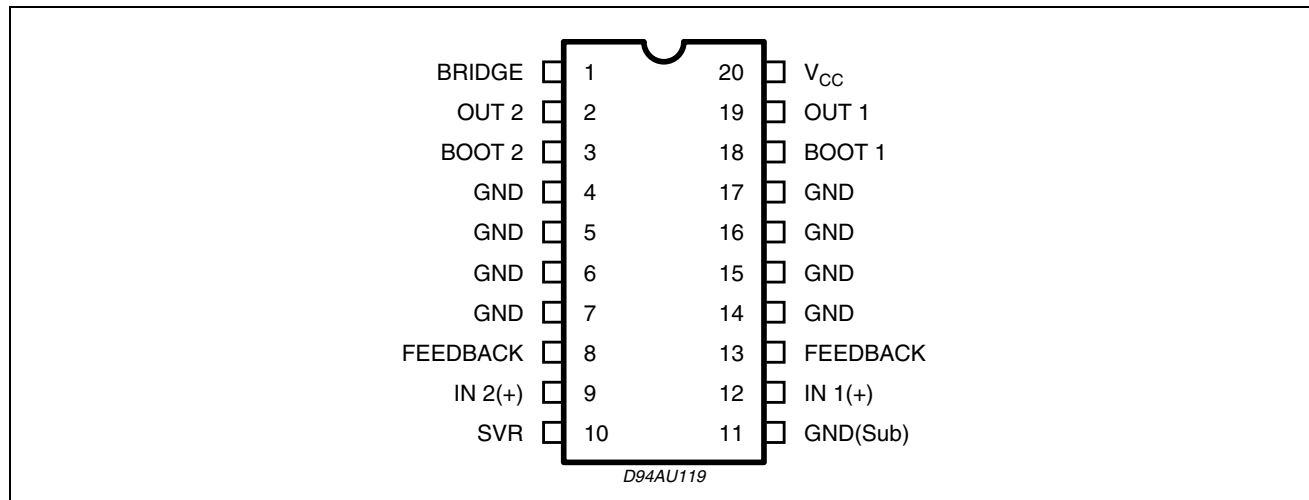 BRIDGE 1 20 VCC
OUT 2 2 19 OUT 1
BOOT 2 3 18 BOOT 1
GND 4 17 GND
GND 5 16 GND
GND 6 15 GND
GND 7 14 GND
FEEDBACK 8 13 FEEDBACK
IN 2(+) 9 12 IN 1(+)
SVR 10 11 GND(Sub)
D94AU119